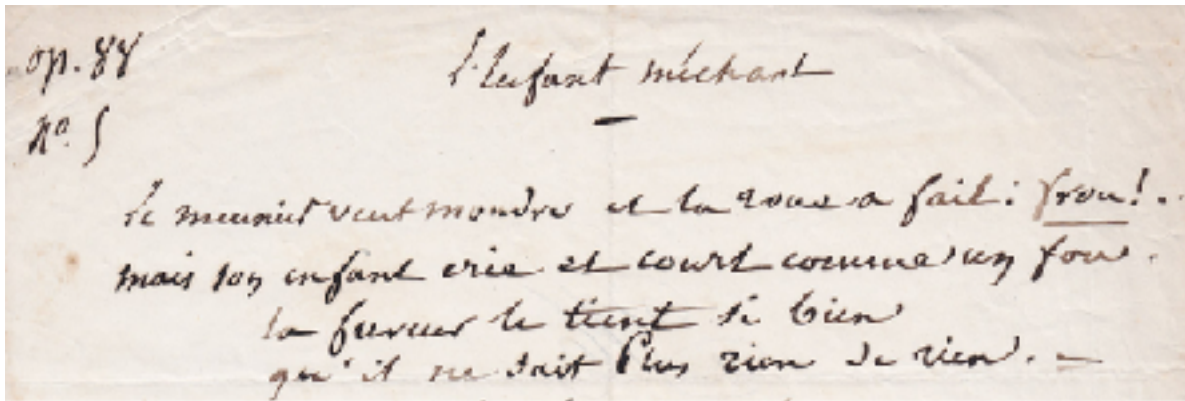 op. 88
no. 5
l'Enfant méchant
le meunier veut moudre et la roue a fait : frou ! .
mais son enfant crie et court comme un fou .
la fureur le tient si bien
qu'il ne sait plus rien de rien . —